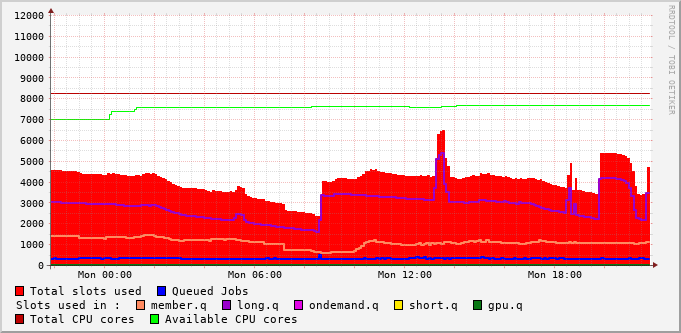 12000
11000
10000
9000
8000
7000
6000
5000
4000
3000
2000
1000
0
Mon 00:00 Mon 06:00 Mon 12:00 Mon 18:00
Total slots used Queued Jobs
Slots used in : member.q long.q ondemand.q short.q gpu.q
Total CPU cores Available CPU cores
RRDTOOL / TOBI OETIKER